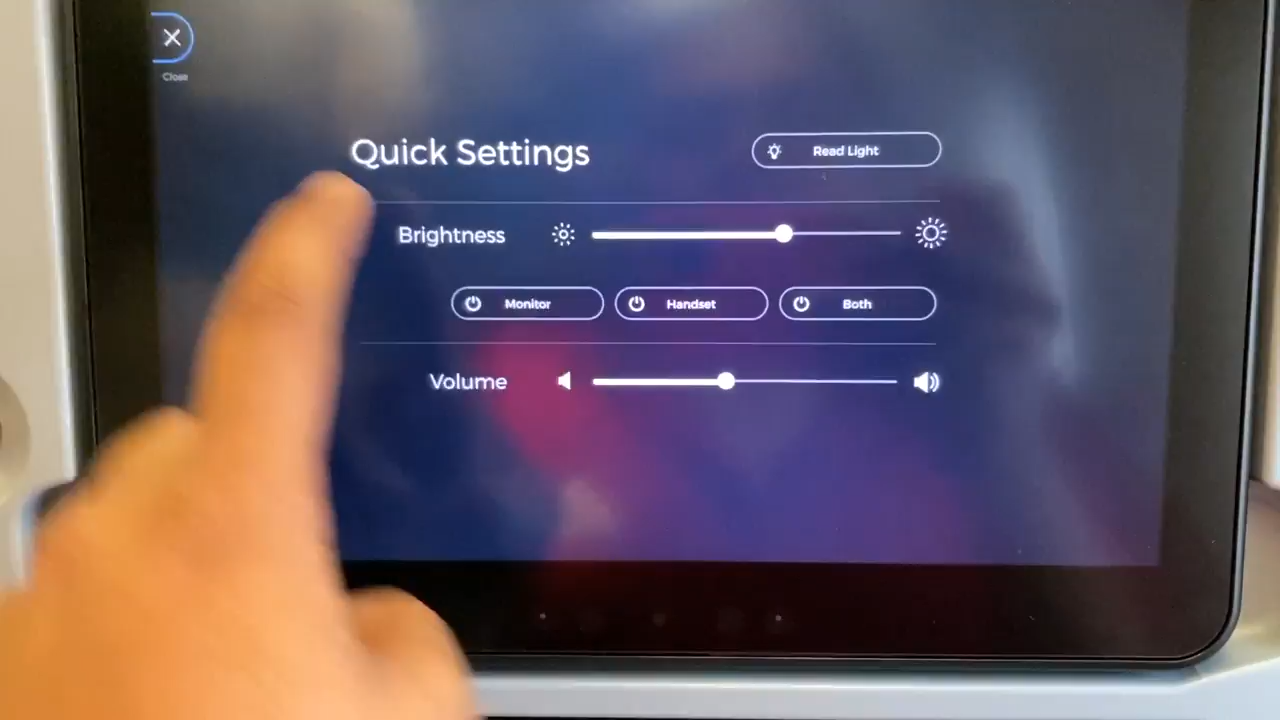 Close
Quick Settings
Read Light
Brightness
Monitor
Handset
Both
Volume